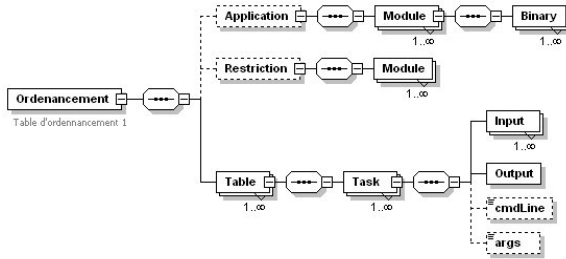 Application
Module
1..∞
Binary
1..∞
Restriction
Module
1..∞
Ordenancement
Table d'ordennancement 1
Table
1..∞
Task
1..∞
Input
1..∞
Output
cmdLine
args